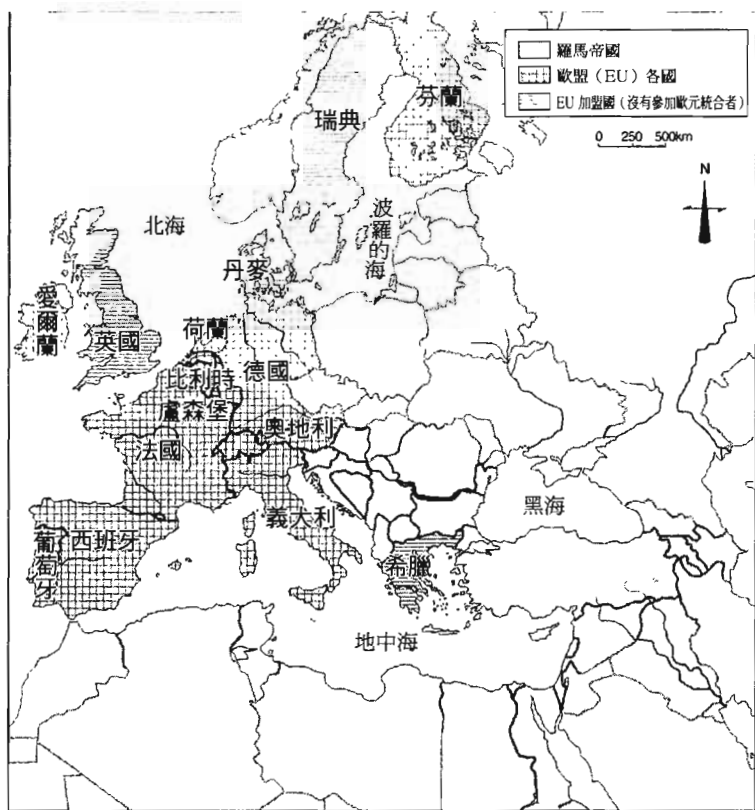 羅馬帝國
歐盟（EU）各國
EU 加盟國（沒有參加歐元統合者）
0 250 500km
N
芬蘭
瑞典
北海
波羅的海
丹麥
愛爾蘭
英國
荷蘭
比利時
德國
盧森堡
奧地利
法國
義大利
黑海
葡萄牙
西班牙
希臘
地中海